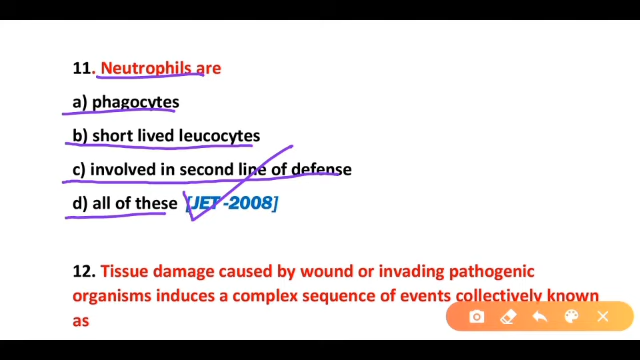 11. Neutrophils are
a) phagocytes
b) short lived leucocytes
c) involved in second line of defense
d) all of these [JET -2008]
12. Tissue damage caused by wound or invading pathogenic
organisms induces a complex sequence of events collectively known
as